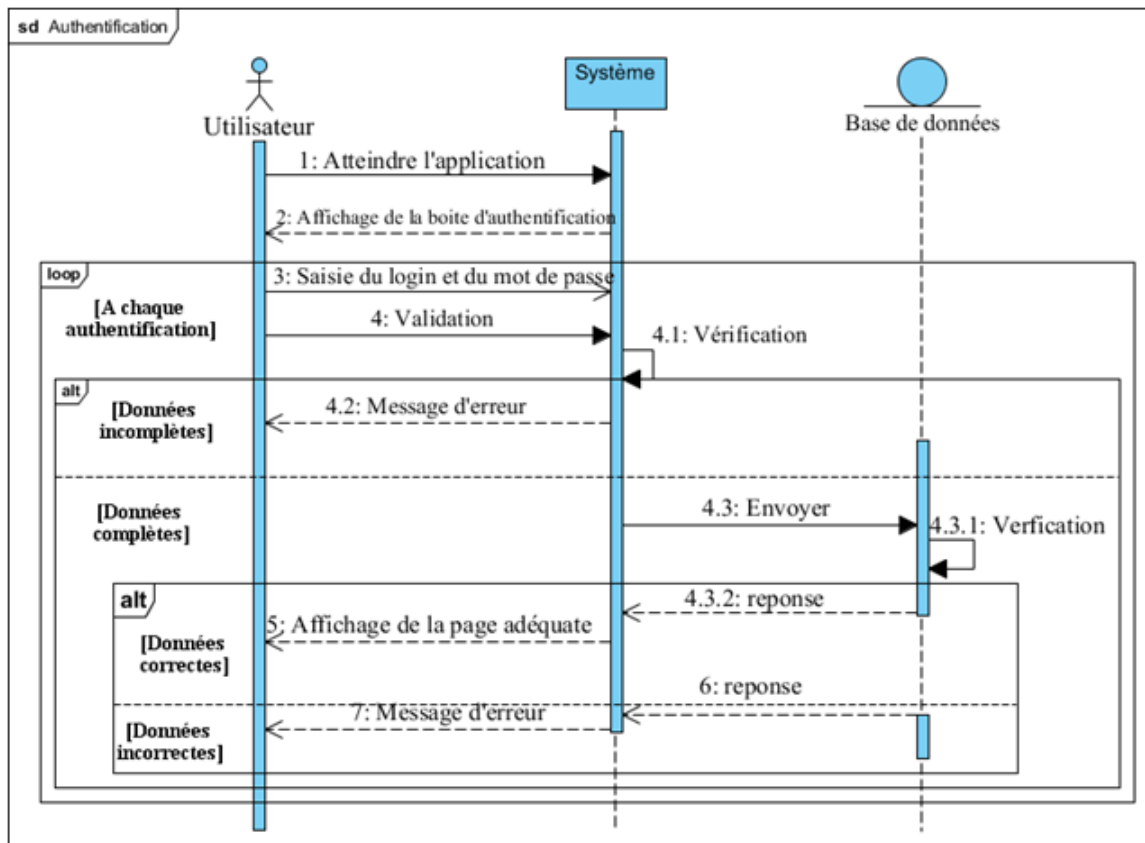 sd Authentification
Système
Utilisateur
Base de données
1: Atteindre l'application
2: Affichage de la boite d'authentification
loop
3: Saisie du login et du mot de passe
[A chaque
authentification]
4: Validation
4.1: Vérification
alt
[Données
incomplètes]
4.2: Message d'erreur
[Données
complètes]
4.3: Envoyer
4.3.1: Verfication
alt
4.3.2: reponse
5: Affichage de la page adéquate
[Données
correctes]
6: reponse
7: Message d'erreur
[Données
incorrectes]